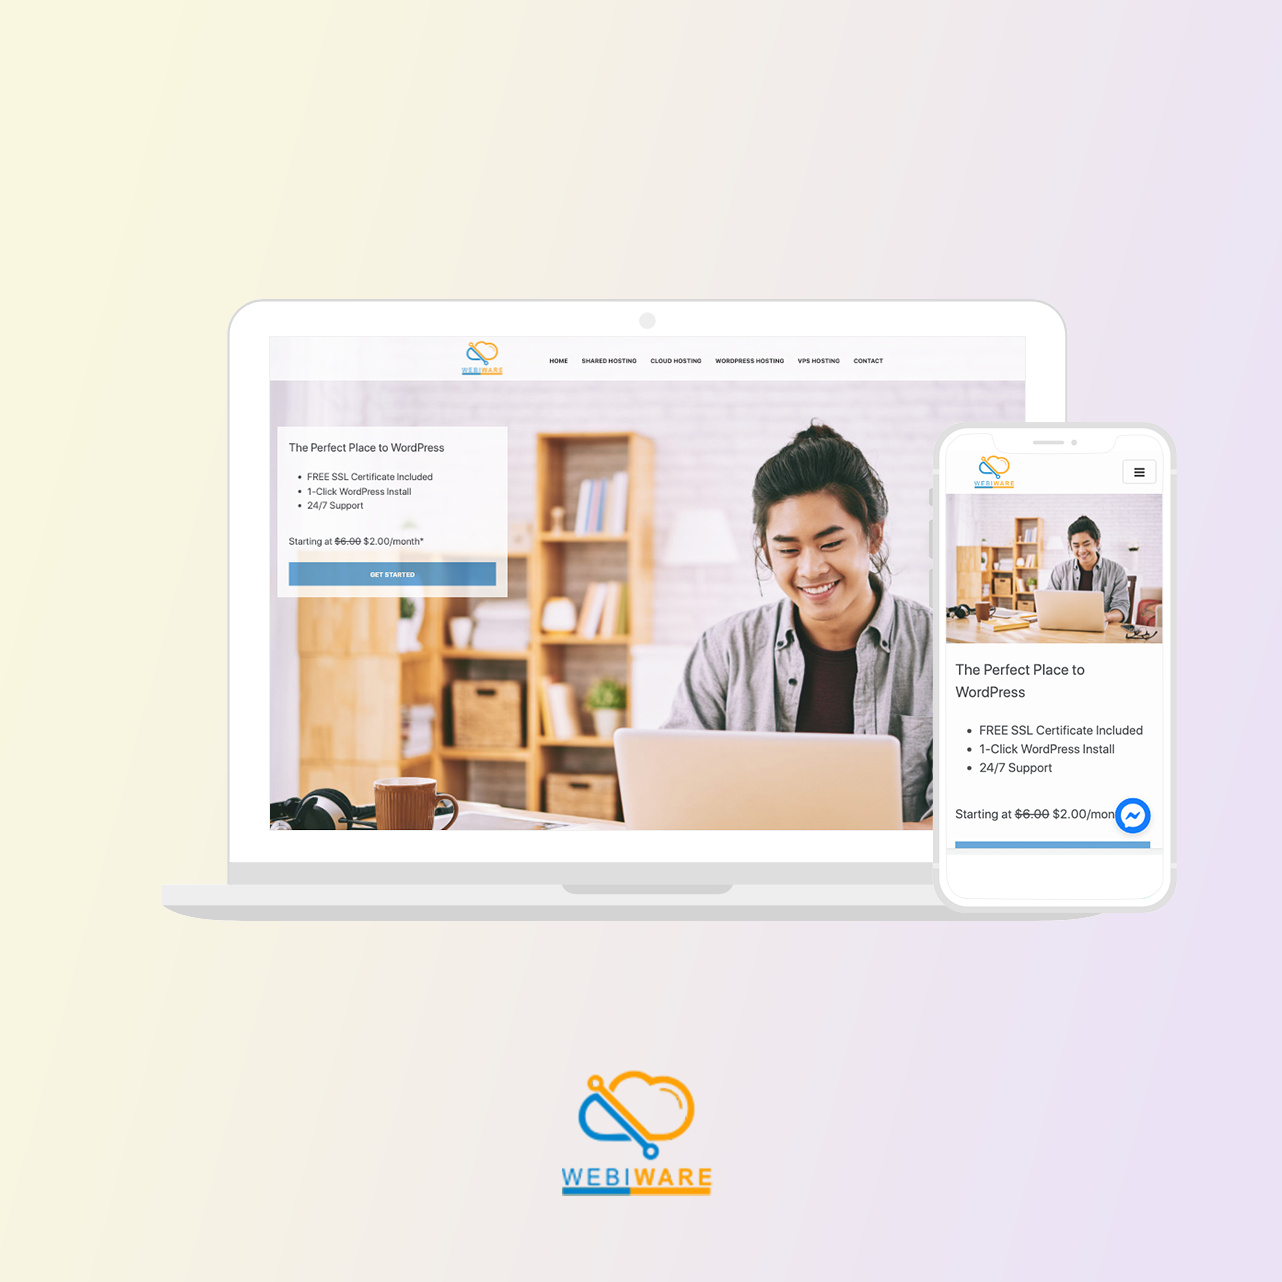 WEBIWARE
HOME SHARED HOSTING CLOUD HOSTING WORDPRESS HOSTING VPS HOSTING CONTACT
The Perfect Place to WordPress
• FREE SSL Certificate Included
• 1-Click WordPress Install
• 24/7 Support
Starting at $6.00 $2.00/month*
GET STARTED
WEBIWARE
The Perfect Place to
WordPress
• FREE SSL Certificate Included
• 1-Click WordPress Install
• 24/7 Support
Starting at $6.00 $2.00/mon
WEBIWARE